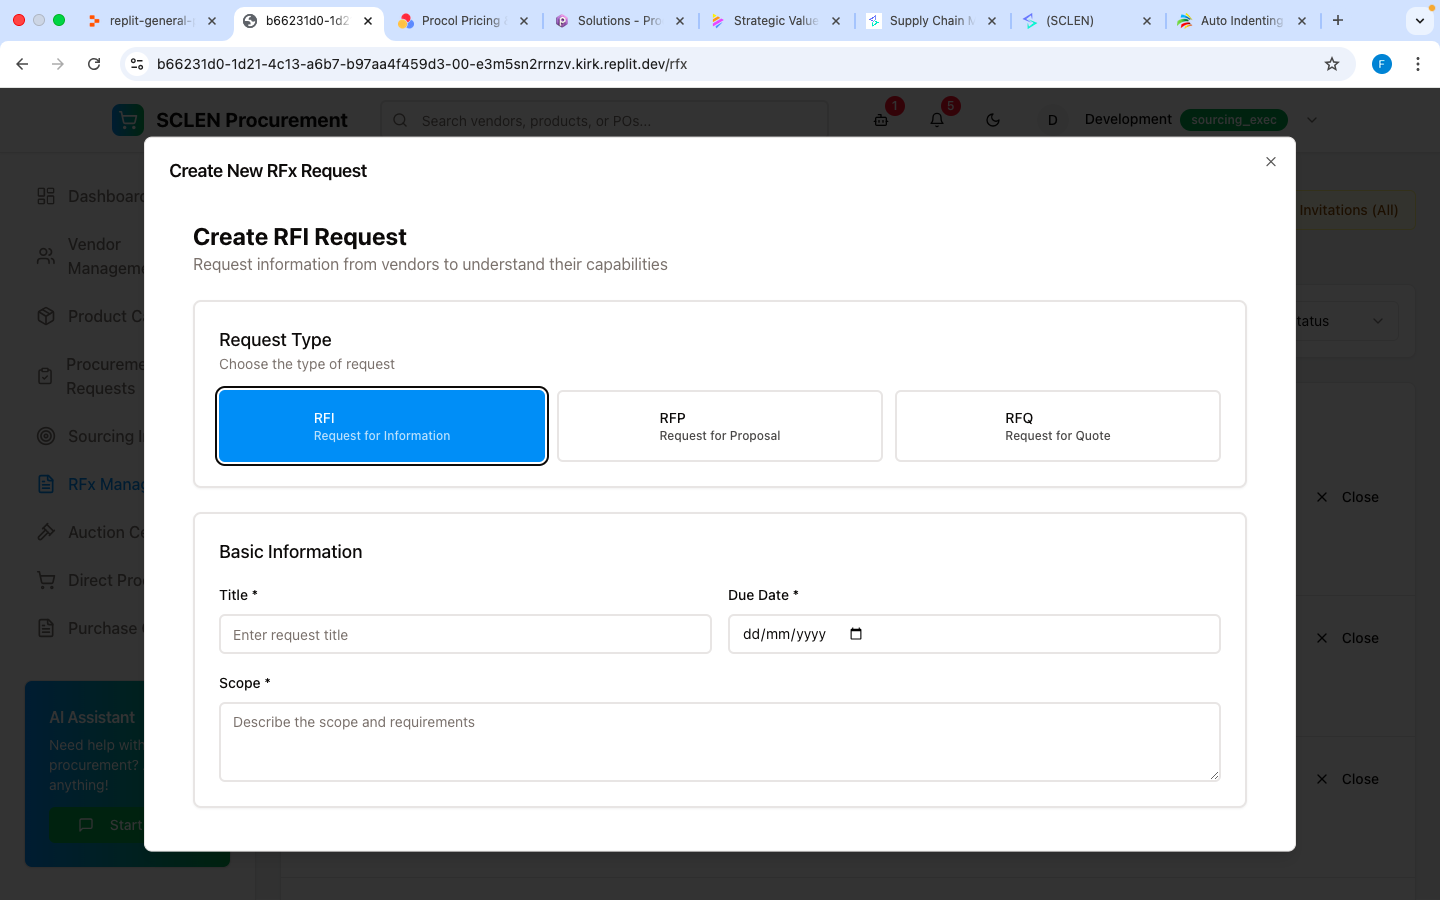 replit-general-
b66231d0-1d2
Procol Pricing
Solutions - Pro
Strategic Value
Supply Chain M
(SCLEN)
Auto Indenting
b66231d0-1d21-4c13-a6b7-b97aa4f459d3-00-e3m5sn2rrnzv.kirk.replit.dev/rfx
F
SCLEN Procurement
Search vendors, products, or POs...
1
5
D
Development
sourcing_exec
Create New RFx Request
Dashboard
Invitations (All)
Vendor
Manageme
Create RFI Request
Request information from vendors to understand their capabilities
Product C
tatus
Request Type
Choose the type of request
Procureme
Requests
RFI
Request for Information
RFP
Request for Proposal
RFQ
Request for Quote
Sourcing I
RFx Manag
Close
Auction Ce
Basic Information
Direct Pro
Title *
Due Date *
Purchase
Enter request title
dd/mm/yyyy
Close
Scope *
Describe the scope and requirements
AI Assistant
Need help with
procurement?
anything!
Close
Start